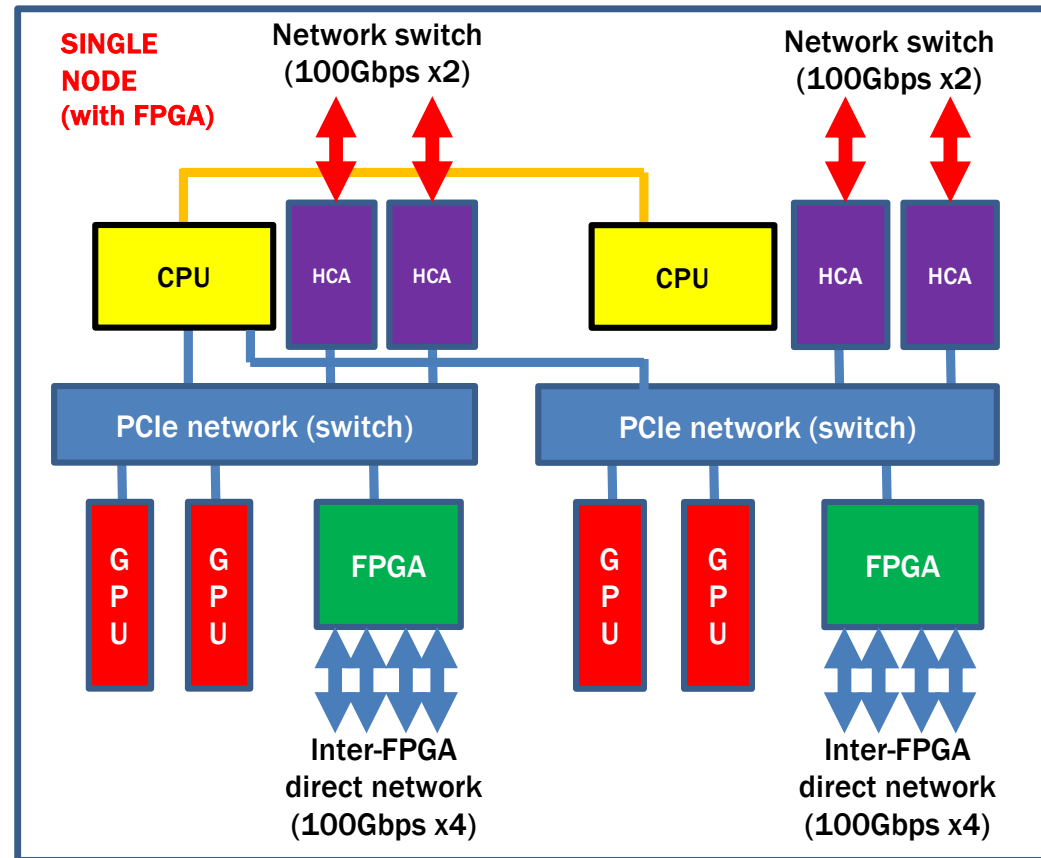 SINGLE
NODE
(with FPGA)
Network switch
(100Gbps x2)
Network switch
(100Gbps x2)
CPU
HCA
HCA
CPU
HCA
HCA
PCIe network (switch)
PCIe network (switch)
G
P
U
G
P
U
FPGA
G
P
U
G
P
U
FPGA
Inter-FPGA
direct network
(100Gbps x4)
Inter-FPGA
direct network
(100Gbps x4)